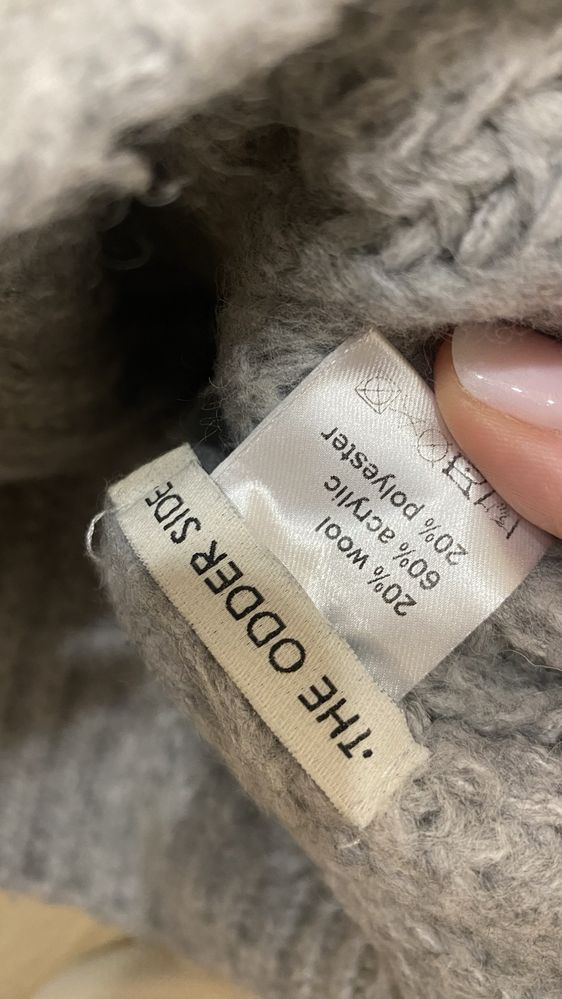 ·THE ODDER SIDE
20% wool
60% acrylic
20% polyester